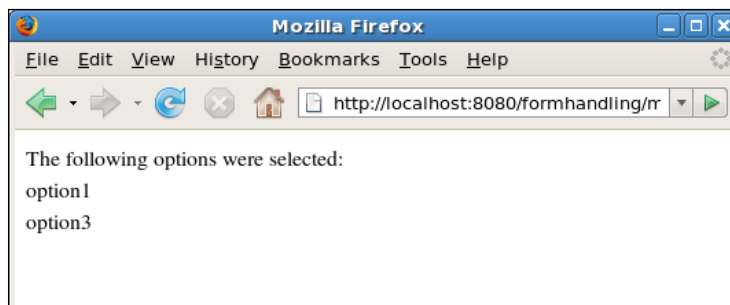 Mozilla Firefox
File Edit View History Bookmarks Tools Help
http://localhost:8080/formhandling/m
The following options were selected:
option1
option3